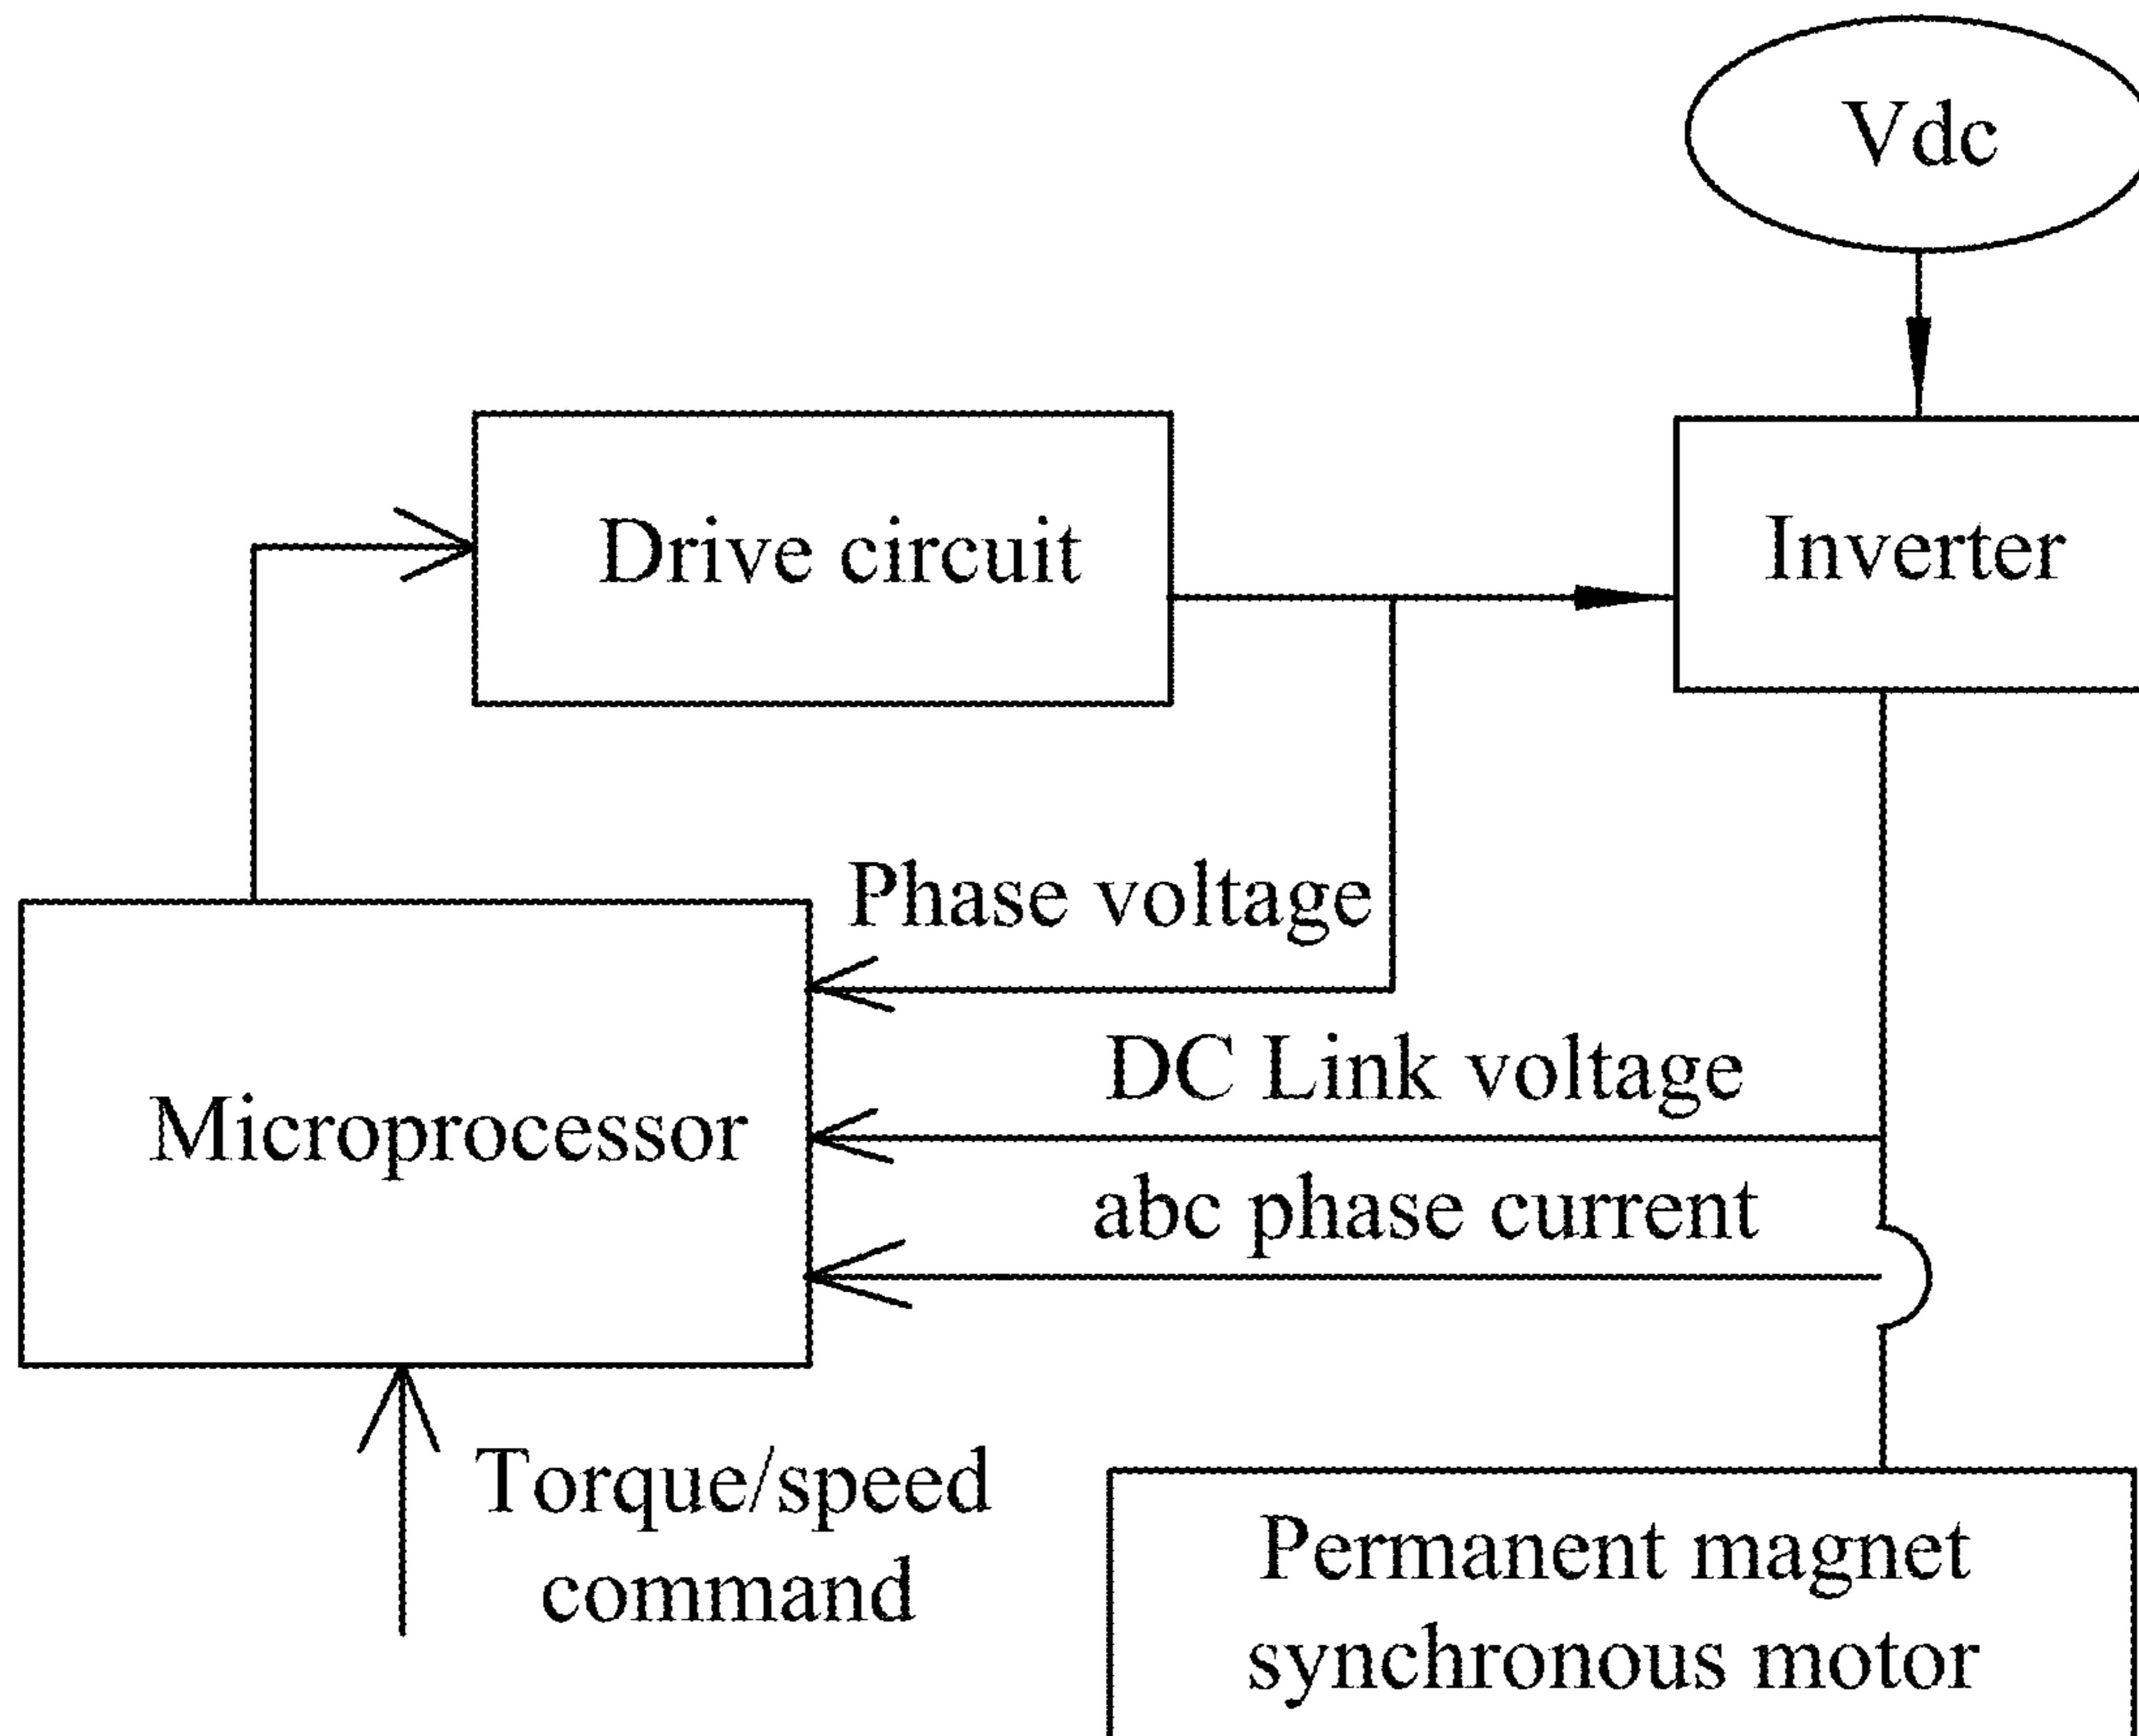 Vdc
Drive circuit
Inverter
Phase voltage
DC Link voltage
Microprocessor
abc phase current
Torque/speed
command
Permanent magnet
synchronous motor